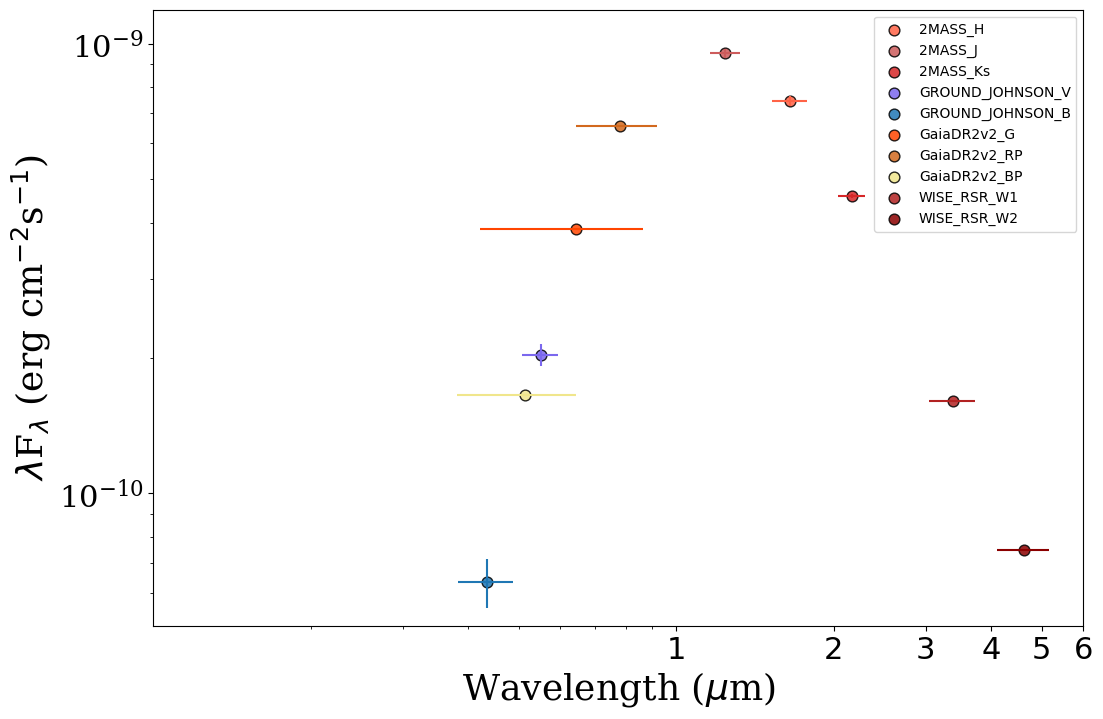 10⁻⁹
10⁻¹⁰
λF_λ (erg cm⁻²s⁻¹)
2MASS_H
2MASS_J
2MASS_Ks
GROUND_JOHNSON_V
GROUND_JOHNSON_B
GaiaDR2v2_G
GaiaDR2v2_RP
GaiaDR2v2_BP
WISE_RSR_W1
WISE_RSR_W2
1 2 3 4 5 6
Wavelength (μm)